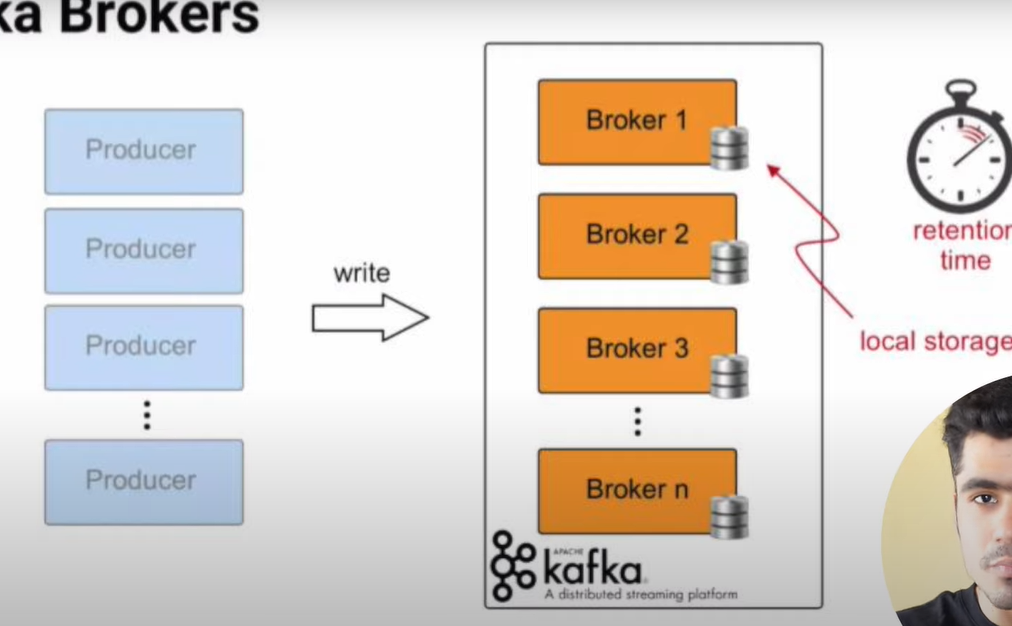 ka Brokers
Producer
Producer
Producer
Producer
write
Broker 1
Broker 2
Broker 3
Broker n
APACHE
kafka
A distributed streaming platform
retention
time
local storage